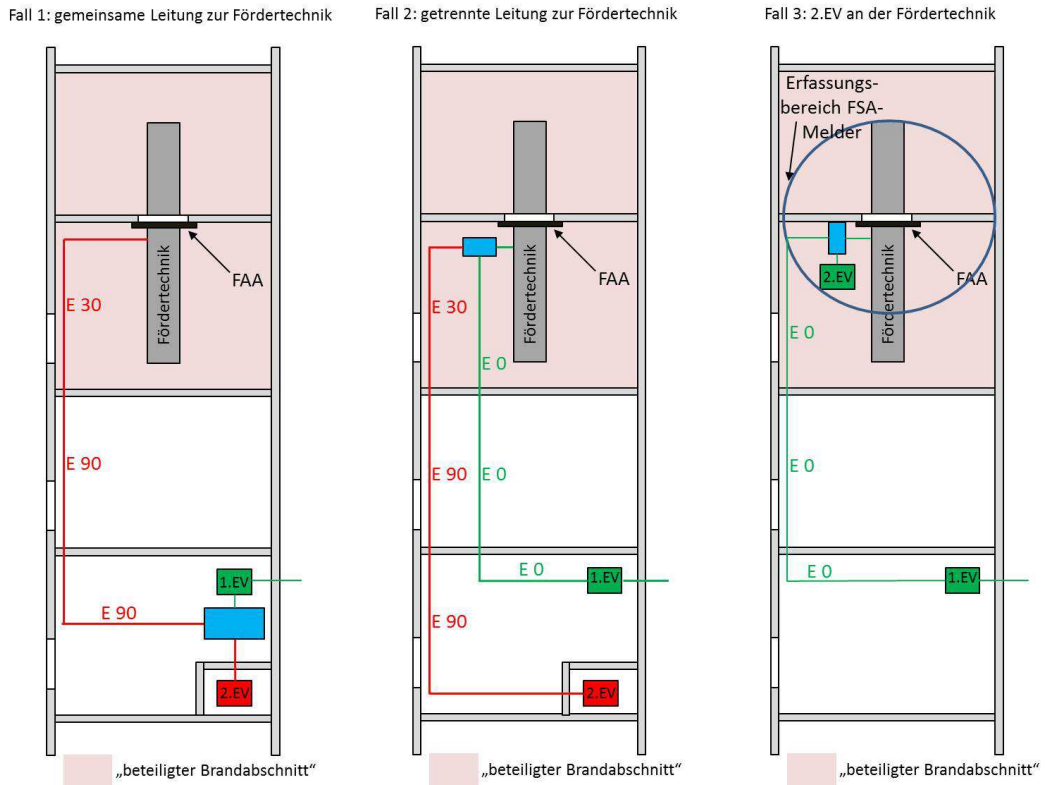 Fall 1: gemeinsame Leitung zur Fördertechnik
Fördertechnik
FAA
E 30
E 90
E 90
1.EV
2.EV
„beteiligter Brandabschnitt“
Fall 2: getrennte Leitung zur Fördertechnik
Fördertechnik
FAA
E 30
E 0
E 90
E 0
E 0
1.EV
E 90
2.EV
„beteiligter Brandabschnitt“
Fall 3: 2.EV an der Fördertechnik
Erfassungs-
bereich FSA-
Melder
2.EV
Fördertechnik
FAA
E 0
E 0
E 0
1.EV
„beteiligter Brandabschnitt“